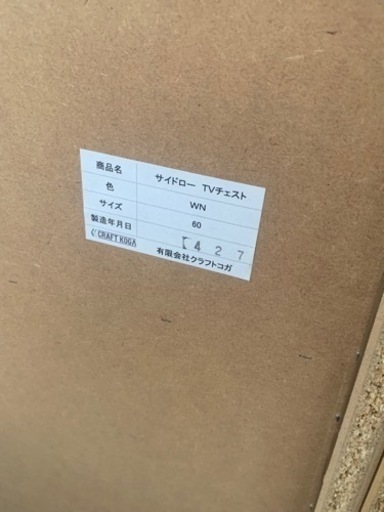 商品名 サイドロー TVチェスト
色 WN
サイズ 60
製造年月日 4 2 7
CRAFT KOGA 有限会社クラフトコガ